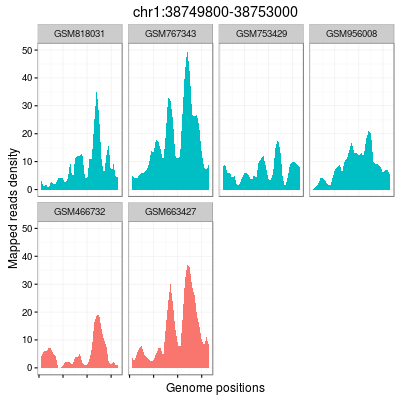 chr1:38749800-38753000
GSM818031 GSM767343 GSM753429 GSM956008
50
40
30
20
10
0
Mapped reads density
GSM466732 GSM663427
50
40
30
20
10
0
Genome positions